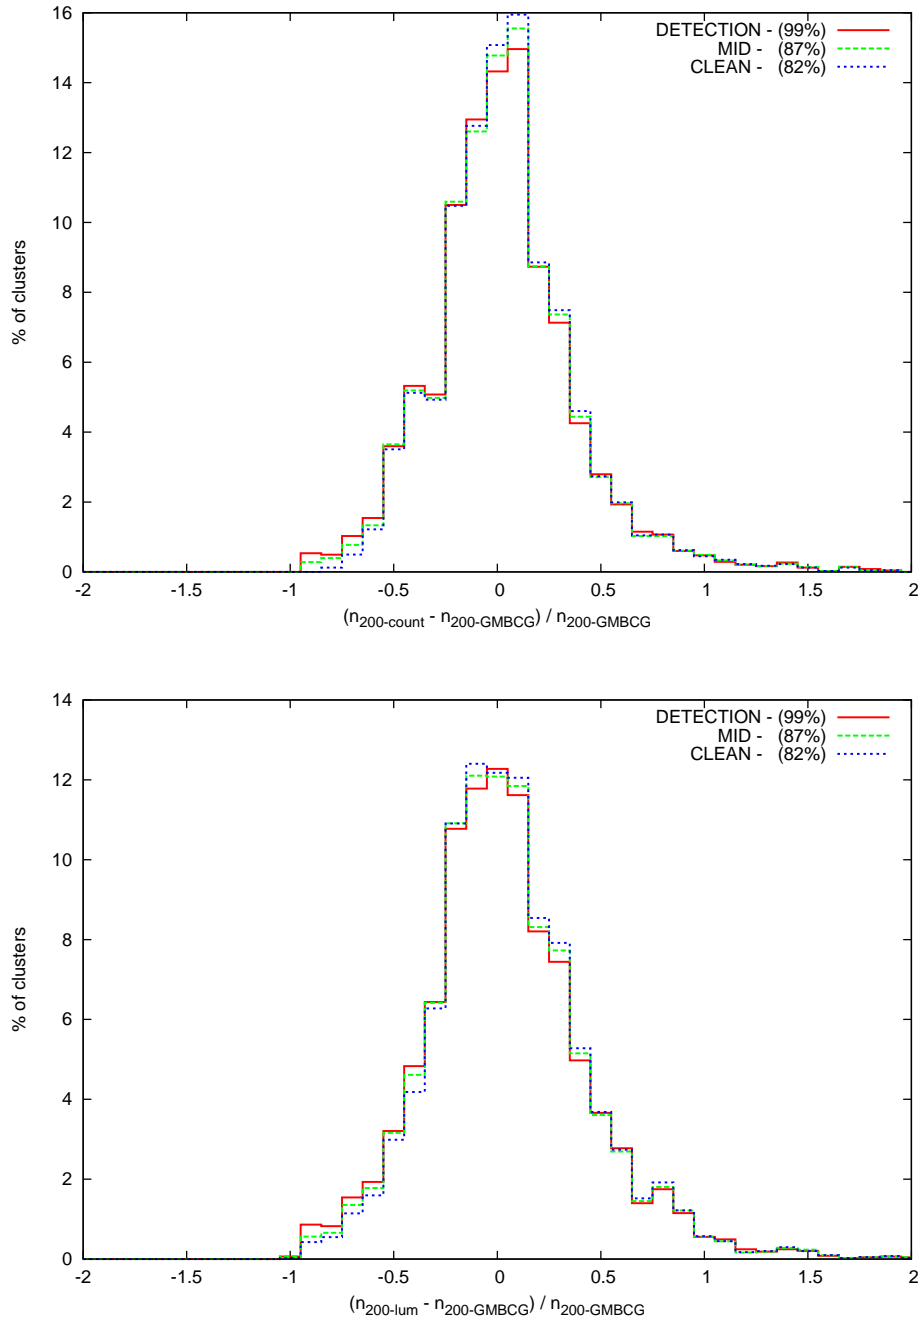 16
14
12
10
8
6
4
2
0
% of clusters
DETECTION - (99%)
MID - (87%)
CLEAN - (82%)
-2 -1.5 -1 -0.5 0 0.5 1 1.5 2
(n200-count - n200-GMBCG) / n200-GMBCG
14
12
10
8
6
4
2
0
% of clusters
DETECTION - (99%)
MID - (87%)
CLEAN - (82%)
-2 -1.5 -1 -0.5 0 0.5 1 1.5 2
(n200-lum - n200-GMBCG) / n200-GMBCG